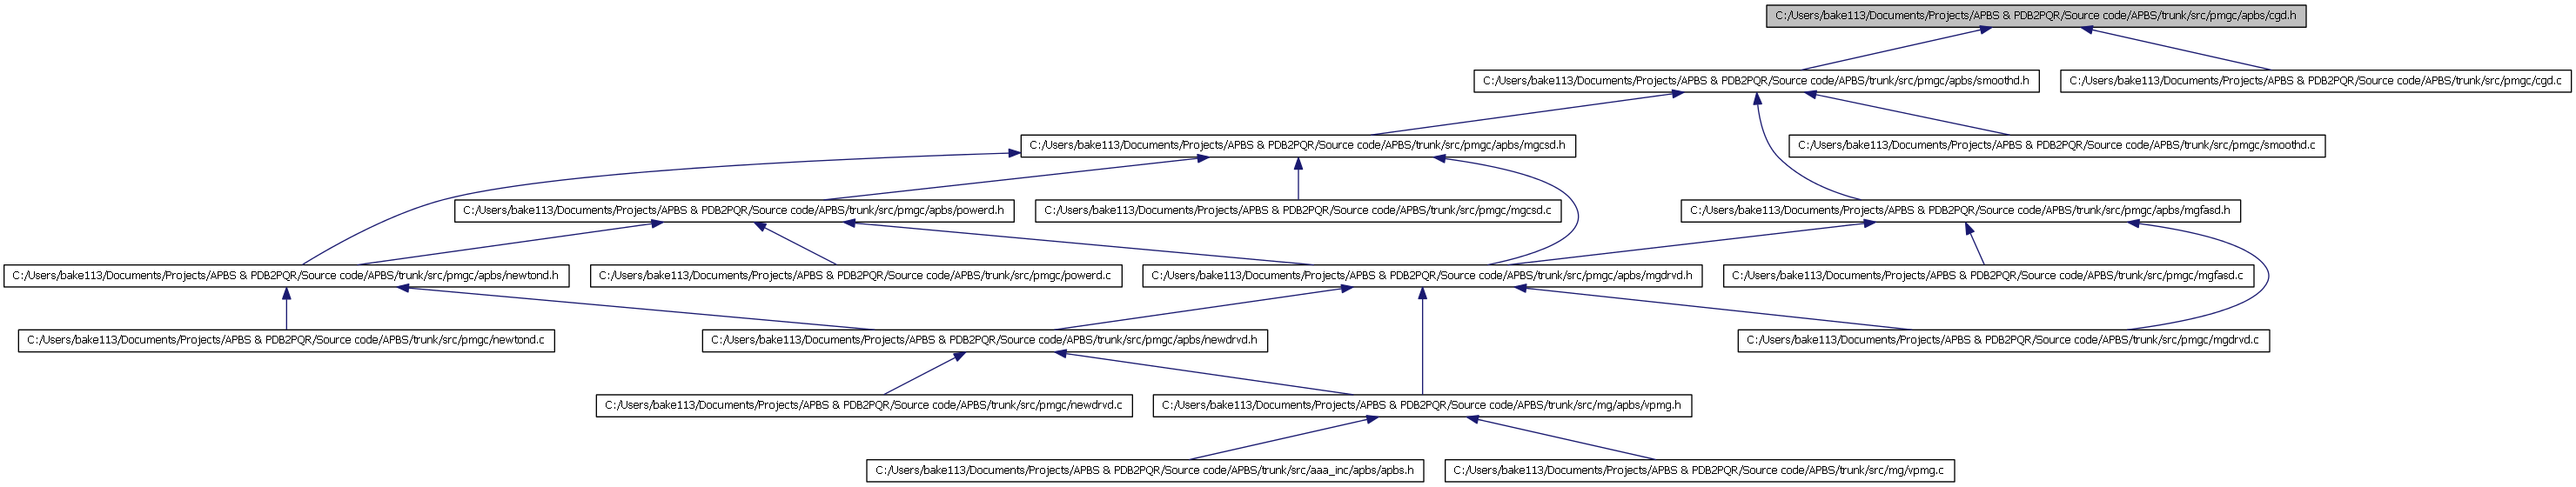 C:/Users/bake113/Documents/Projects/APBS & PDB2PQR/Source code/APBS/trunk/src/pmgc/apbs/cgd.h
C:/Users/bake113/Documents/Projects/APBS & PDB2PQR/Source code/APBS/trunk/src/pmgc/apbs/smoothd.h
C:/Users/bake113/Documents/Projects/APBS & PDB2PQR/Source code/APBS/trunk/src/pmgc/cgd.c
C:/Users/bake113/Documents/Projects/APBS & PDB2PQR/Source code/APBS/trunk/src/pmgc/apbs/mgcsd.h
C:/Users/bake113/Documents/Projects/APBS & PDB2PQR/Source code/APBS/trunk/src/pmgc/smoothd.c
C:/Users/bake113/Documents/Projects/APBS & PDB2PQR/Source code/APBS/trunk/src/pmgc/apbs/powerd.h
C:/Users/bake113/Documents/Projects/APBS & PDB2PQR/Source code/APBS/trunk/src/pmgc/mgcsd.c
C:/Users/bake113/Documents/Projects/APBS & PDB2PQR/Source code/APBS/trunk/src/pmgc/apbs/mgfasd.h
C:/Users/bake113/Documents/Projects/APBS & PDB2PQR/Source code/APBS/trunk/src/pmgc/apbs/newtond.h
C:/Users/bake113/Documents/Projects/APBS & PDB2PQR/Source code/APBS/trunk/src/pmgc/powerd.c
C:/Users/bake113/Documents/Projects/APBS & PDB2PQR/Source code/APBS/trunk/src/pmgc/apbs/mgdrvd.h
C:/Users/bake113/Documents/Projects/APBS & PDB2PQR/Source code/APBS/trunk/src/pmgc/mgfasd.c
C:/Users/bake113/Documents/Projects/APBS & PDB2PQR/Source code/APBS/trunk/src/pmgc/newtond.c
C:/Users/bake113/Documents/Projects/APBS & PDB2PQR/Source code/APBS/trunk/src/pmgc/apbs/newdrvd.h
C:/Users/bake113/Documents/Projects/APBS & PDB2PQR/Source code/APBS/trunk/src/pmgc/mgdrvd.c
C:/Users/bake113/Documents/Projects/APBS & PDB2PQR/Source code/APBS/trunk/src/pmgc/newdrvd.c
C:/Users/bake113/Documents/Projects/APBS & PDB2PQR/Source code/APBS/trunk/src/mg/apbs/vpmg.h
C:/Users/bake113/Documents/Projects/APBS & PDB2PQR/Source code/APBS/trunk/src/aaa_inc/apbs/apbs.h
C:/Users/bake113/Documents/Projects/APBS & PDB2PQR/Source code/APBS/trunk/src/mg/vpmg.c